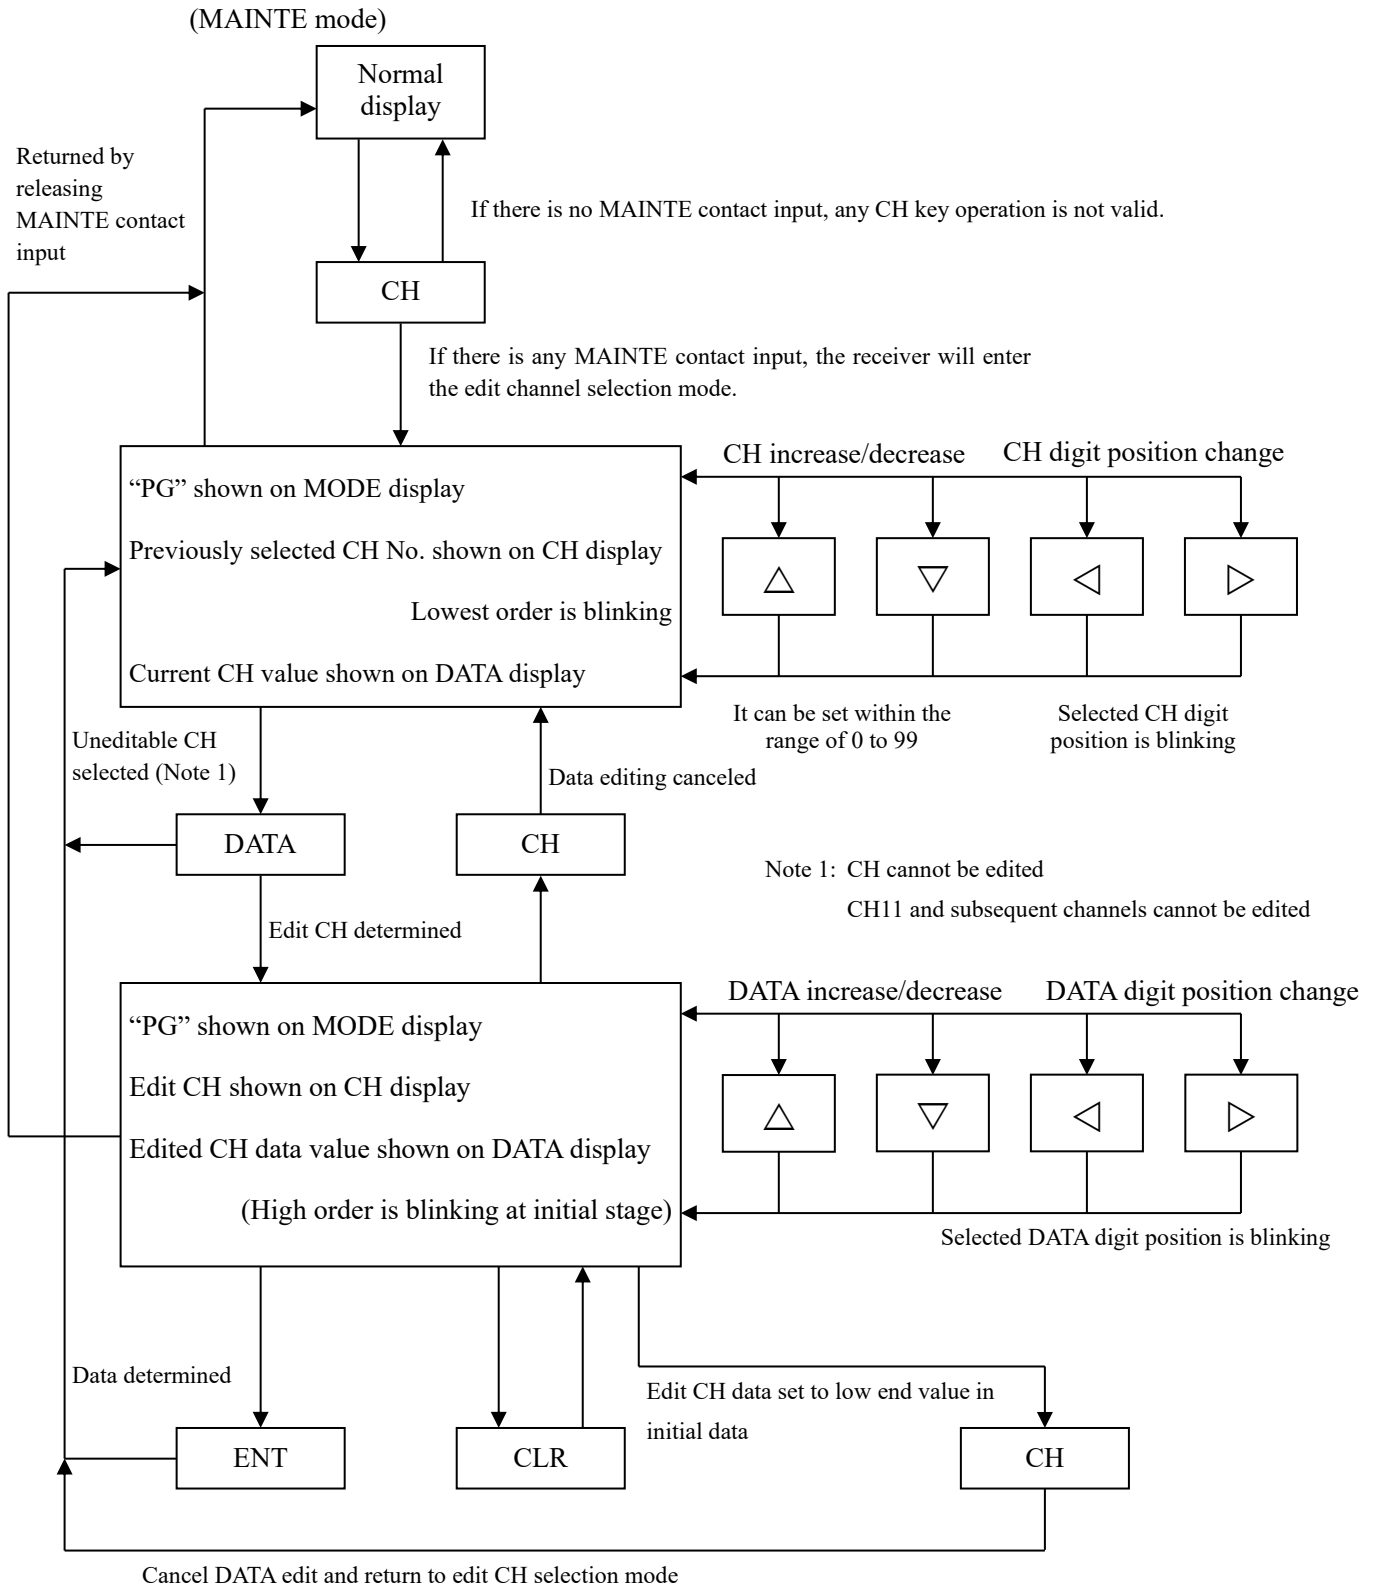 (MAINTE mode)
Normal
display
Returned by
releasing
MAINTE contact
input
If there is no MAINTE contact input, any CH key operation is not valid.
CH
If there is any MAINTE contact input, the receiver will enter
the edit channel selection mode.
CH increase/decrease
CH digit position change
“PG” shown on MODE display
Previously selected CH No. shown on CH display
Lowest order is blinking
Current CH value shown on DATA display
It can be set within the
range of 0 to 99
Selected CH digit
position is blinking
Uneditable CH
selected (Note 1)
Data editing canceled
DATA
CH
Note 1: CH cannot be edited
CH11 and subsequent channels cannot be edited
Edit CH determined
DATA increase/decrease
DATA digit position change
“PG” shown on MODE display
Edit CH shown on CH display
Edited CH data value shown on DATA display
(High order is blinking at initial stage)
Selected DATA digit position is blinking
Data determined
Edit CH data set to low end value in
initial data
ENT
CLR
CH
Cancel DATA edit and return to edit CH selection mode